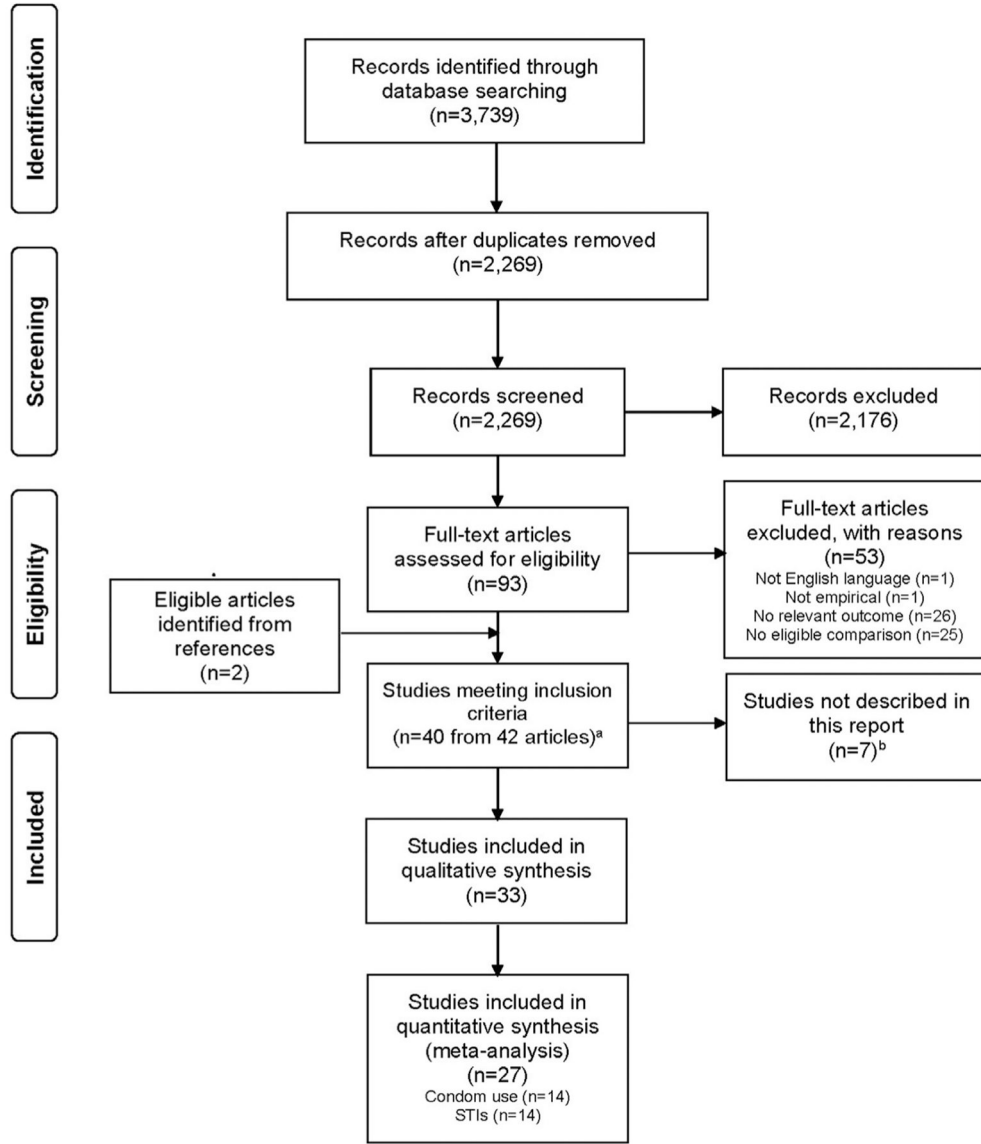 Identification
Records identified through
database searching
(n=3,739)
Records after duplicates removed
(n=2,269)
Screening
Records screened
(n=2,269)
Records excluded
(n=2,176)
Eligibility
Full-text articles
assessed for eligibility
(n=93)
Full-text articles
excluded, with reasons
(n=53)
Not English language (n=1)
Not empirical (n=1)
No relevant outcome (n=26)
No eligible comparison (n=25)
Eligible articles
identified from
references
(n=2)
Studies meeting inclusion
criteria
(n=40 from 42 articles)ᵃ
Studies not described in
this report
(n=7)ᵇ
Included
Studies included in
qualitative synthesis
(n=33)
Studies included in
quantitative synthesis
(meta-analysis)
(n=27)
Condom use (n=14)
STIs (n=14)